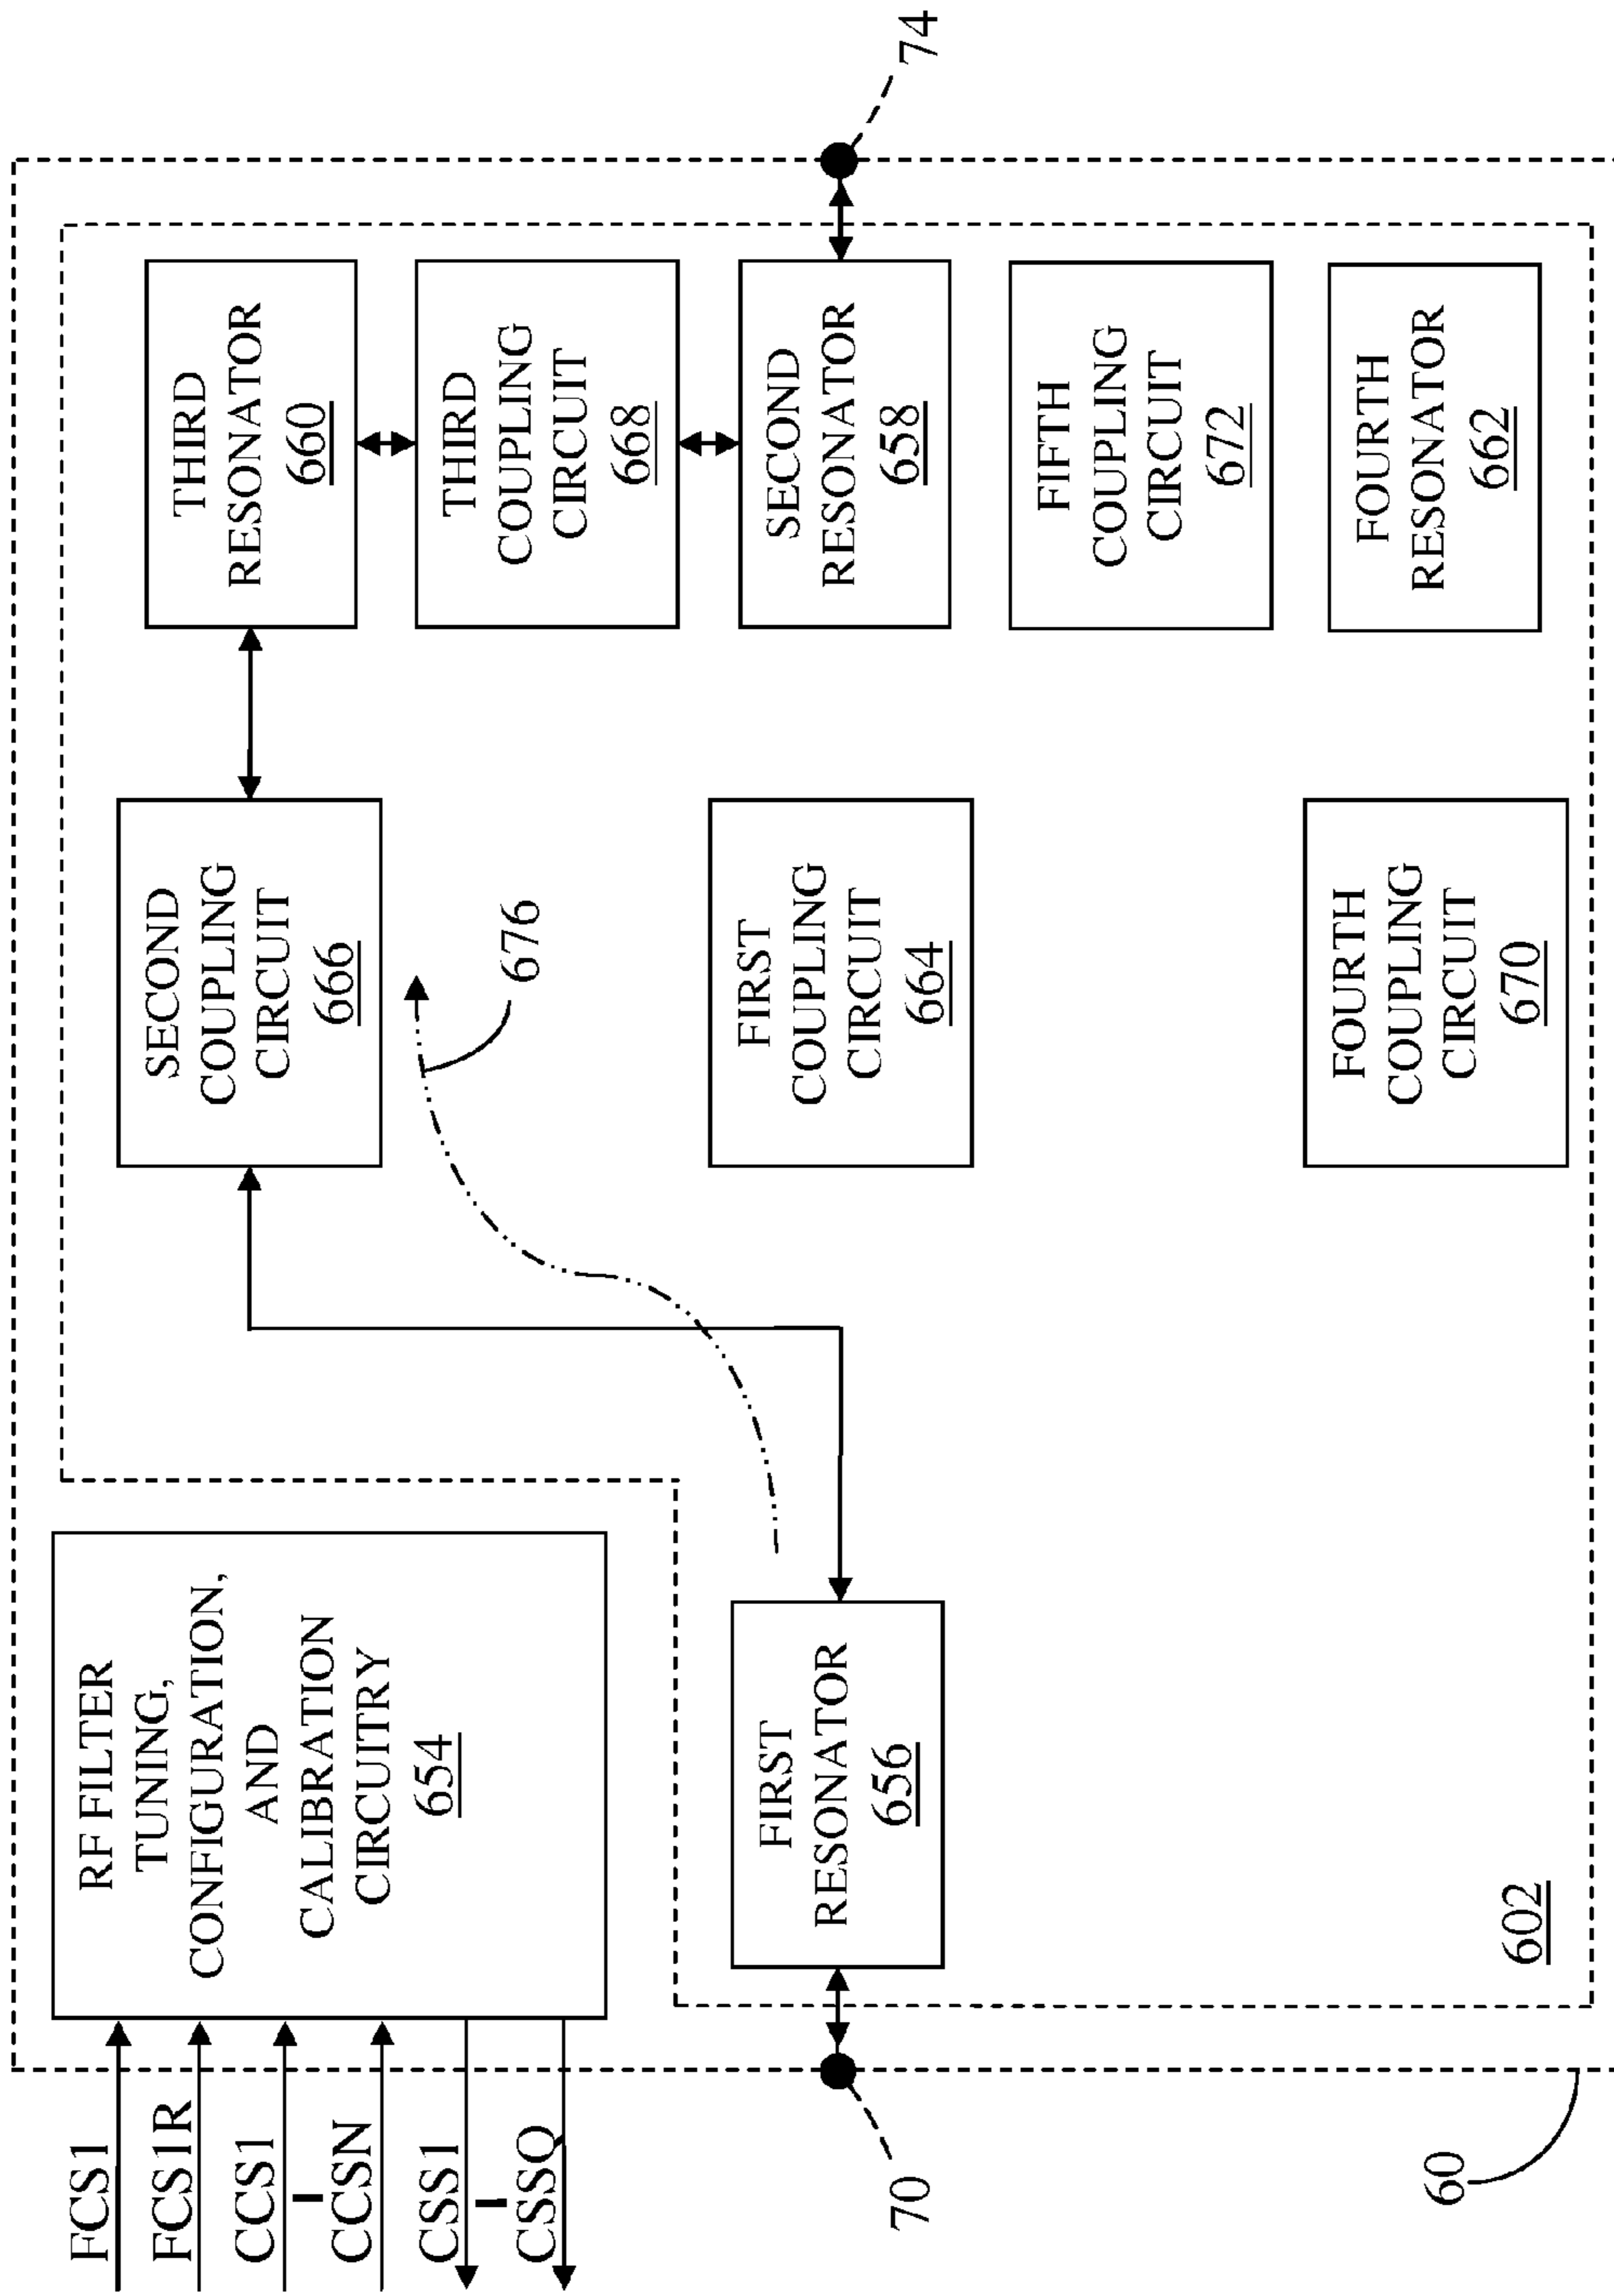 FCS1
FCS1R
CCS1
CCSN
CSS1
CSSQ
RF FILTER
TUNING,
CONFIGURATION,
AND
CALIBRATION
CIRCUITRY
654
SECOND
COUPLING
CIRCUIT
666
THIRD
RESONATOR
660
676
THIRD
COUPLING
CIRCUIT
668
70
FIRST
RESONATOR
656
FIRST
COUPLING
CIRCUIT
664
SECOND
RESONATOR
658
74
FIFTH
COUPLING
CIRCUIT
672
60
602
FOURTH
COUPLING
CIRCUIT
670
FOURTH
RESONATOR
662